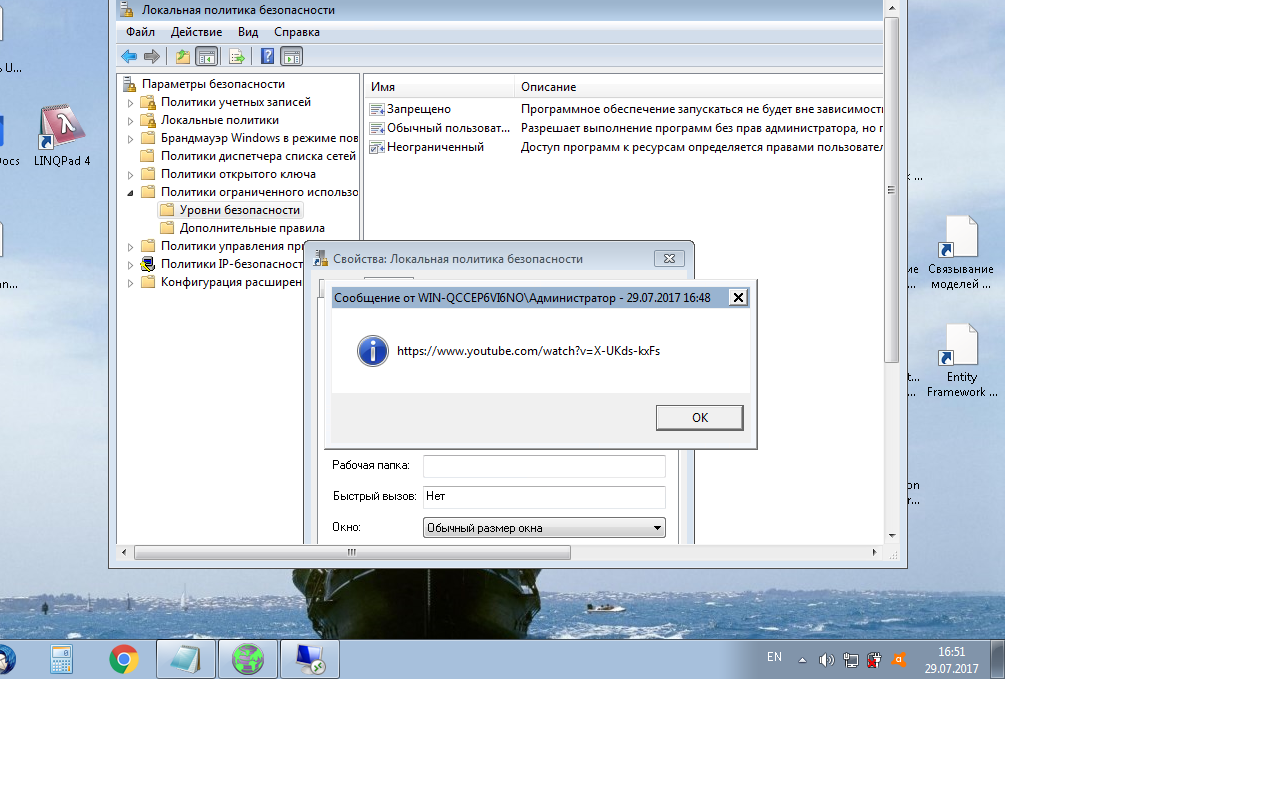 Локальная политика безопасности
Файл Действие Вид Справка
Параметры безопасности
Политики учетных записей
Локальные политики
Брандмауэр Windows в режиме пов
Политики диспетчера списка сетей
Политики открытого ключа
Политики ограниченного использо
Уровни безопасности
Дополнительные правила
Политики управления при
Политики IP-безопасност
Конфигурация расширен
Имя Описание
Запрещено Программное обеспечение запускаться не будет вне зависимост
Обычный пользоват... Разрешает выполнение программ без прав администратора, но
Неограниченный Доступ программ к ресурсам определяется правами пользовател
Свойства: Локальная политика безопасности
Сообщение от WIN-QCCEP6VI6NO\Администратор - 29.07.2017 16:48
https://www.youtube.com/watch?v=X-UKds-kxFs
OK
Рабочая папка:
Быстрый вызов: Нет
Окно: Обычный размер окна
U...
Docs
LINQPad 4
an...
Связывание
моделей ...
Entity
Framework ...
EN
16:51
29.07.2017